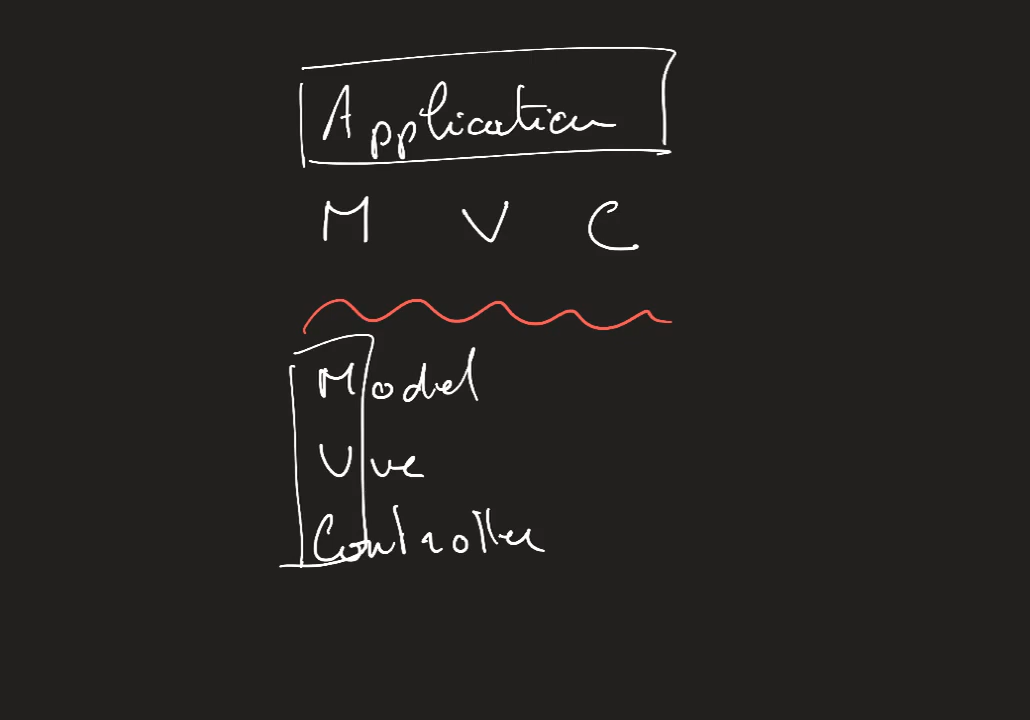 Application
M V C
Model
Vue
Controller